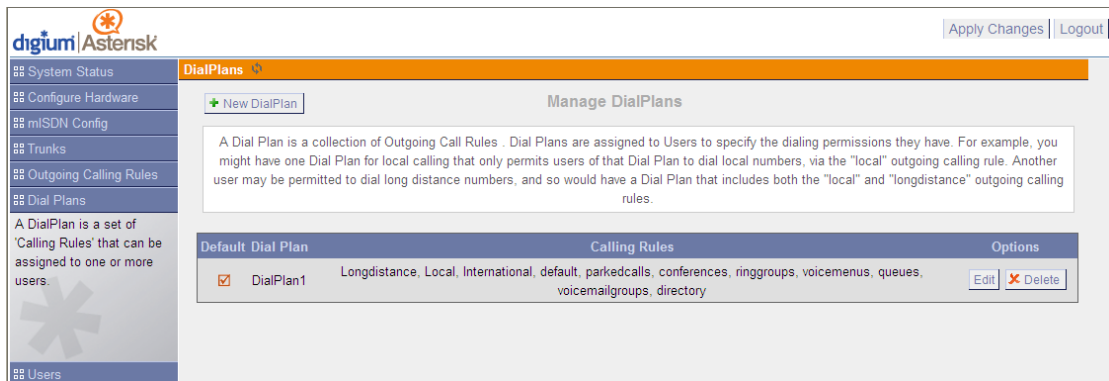 digium Asterisk
Apply Changes Logout
System Status
Configure Hardware
mISDN Config
Trunks
Outgoing Calling Rules
Dial Plans
A DialPlan is a set of
'Calling Rules' that can be
assigned to one or more
users.
Users
DialPlans
New DialPlan
Manage DialPlans
A Dial Plan is a collection of Outgoing Call Rules . Dial Plans are assigned to Users to specify the dialing permissions they have. For example, you
might have one Dial Plan for local calling that only permits users of that Dial Plan to dial local numbers, via the "local" outgoing calling rule. Another
user may be permitted to dial long distance numbers, and so would have a Dial Plan that includes both the "local" and "longdistance" outgoing calling
rules.
Default Dial Plan Calling Rules Options
DialPlan1 Longdistance, Local, International, default, parkedcalls, conferences, ringgroups, voicemenus, queues,
voicemailgroups, directory
Edit Delete